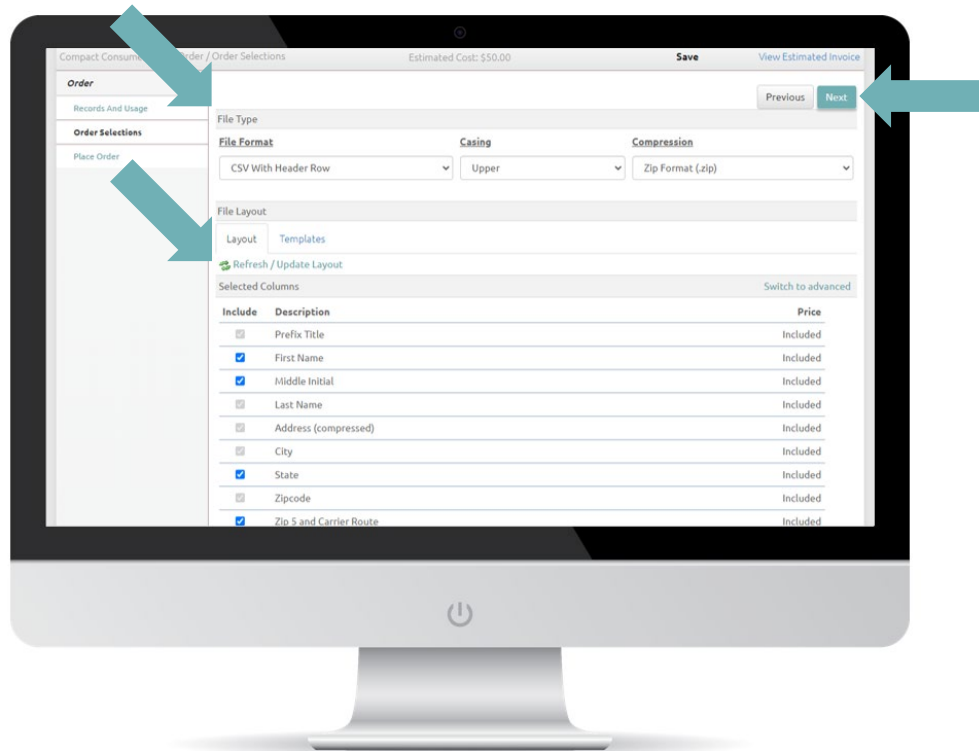 Compact Consume Order / Order Selections Estimated Cost: $50.00 Save View Estimated Invoice
Order
Records And Usage
Order Selections
Place Order
Previous Next
File Type
File Format Casing Compression
CSV With Header Row Upper Zip Format (.zip)
File Layout
Layout Templates
Refresh / Update Layout
Selected Columns Switch to advanced
Include Description Price
Prefix Title Included
First Name Included
Middle Initial Included
Last Name Included
Address (compressed) Included
City Included
State Included
Zipcode Included
Zip 5 and Carrier Route Included